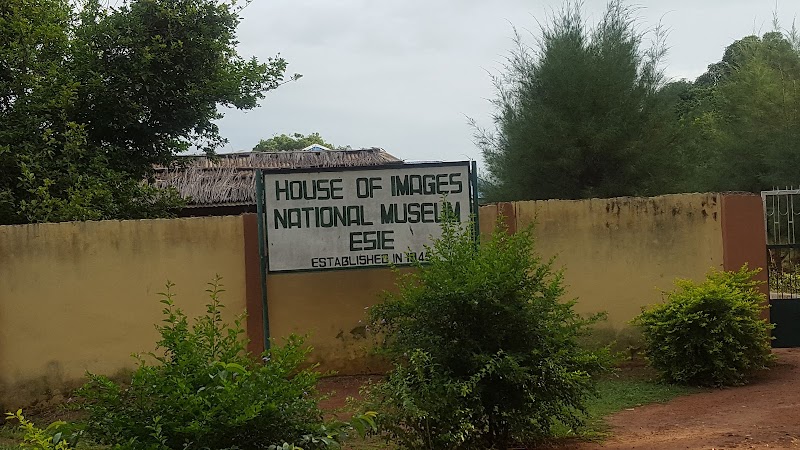 HOUSE OF IMAGES
NATIONAL MUSEUM
ESIE
ESTABLISHED IN 1945